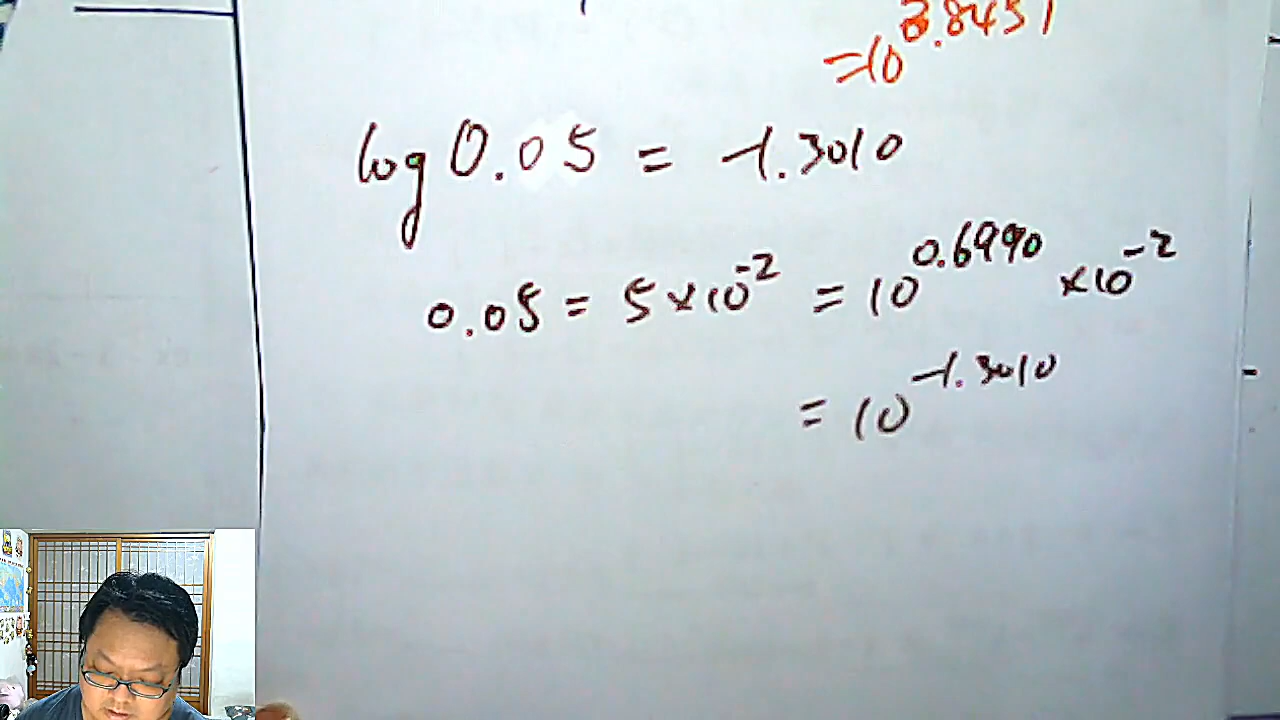 =10^2.8451
log 0.05 = -1.3010
0.05 = 5×10^-2 = 10^0.6990 ×10^-2
= 10^-1.3010